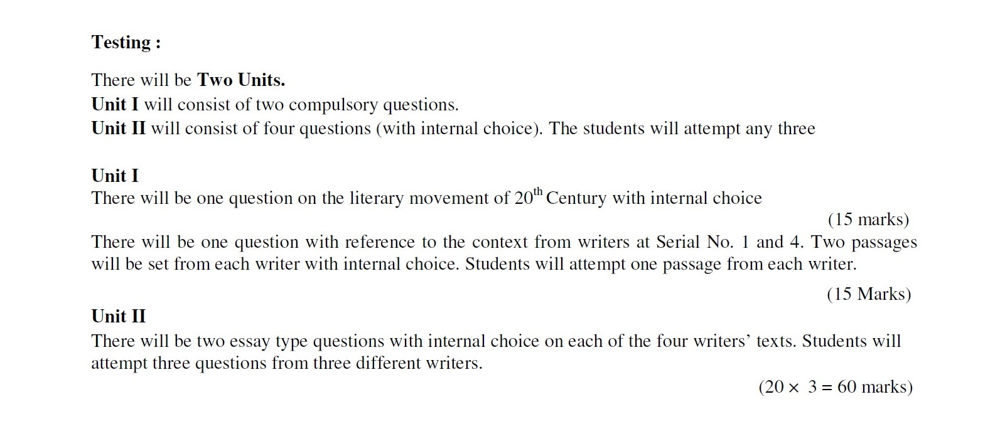 Testing :
There will be Two Units.
Unit I will consist of two compulsory questions.
Unit II will consist of four questions (with internal choice). The students will attempt any three
Unit I
There will be one question on the literary movement of 20th Century with internal choice
(15 marks)
There will be one question with reference to the context from writers at Serial No. 1 and 4. Two passages
will be set from each writer with internal choice. Students will attempt one passage from each writer.
(15 Marks)
Unit II
There will be two essay type questions with internal choice on each of the four writers’ texts. Students will
attempt three questions from three different writers.
(20 × 3 = 60 marks)